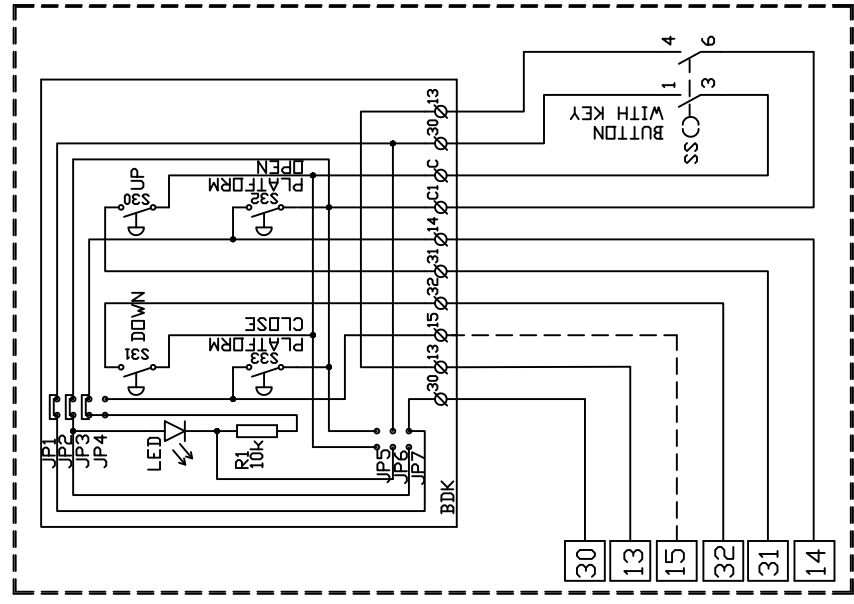 4
6
1
3
BUTTON
WITH KEY
SS
13
30
C
C1
14
31
32
15
13
30
UP
S30
PLATFORM
OPEN
S32
DOWN
S31
PLATFORM
CLOSE
S33
JP1
JP2
JP3
JP4
LED
R1
10k
JP5
JP6
JP7
BDK
30
13
15
32
31
14